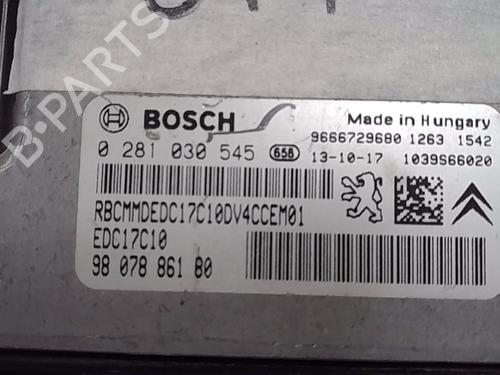 BOSCH
Made in Hungary
9666729680 1263 1542
0 281 030 545 658 13-10-17 1039S66020
RBCMMDEDC17C10DV4CCEM01
EDC17C10
98 078 861 80
B-Parts